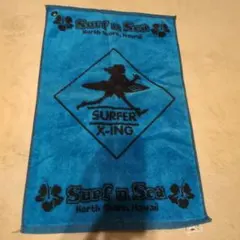 Surf n Sea
North Shore, Hawaii
SURFER
X-ING
Surf n Sea
North Shore, Hawaii